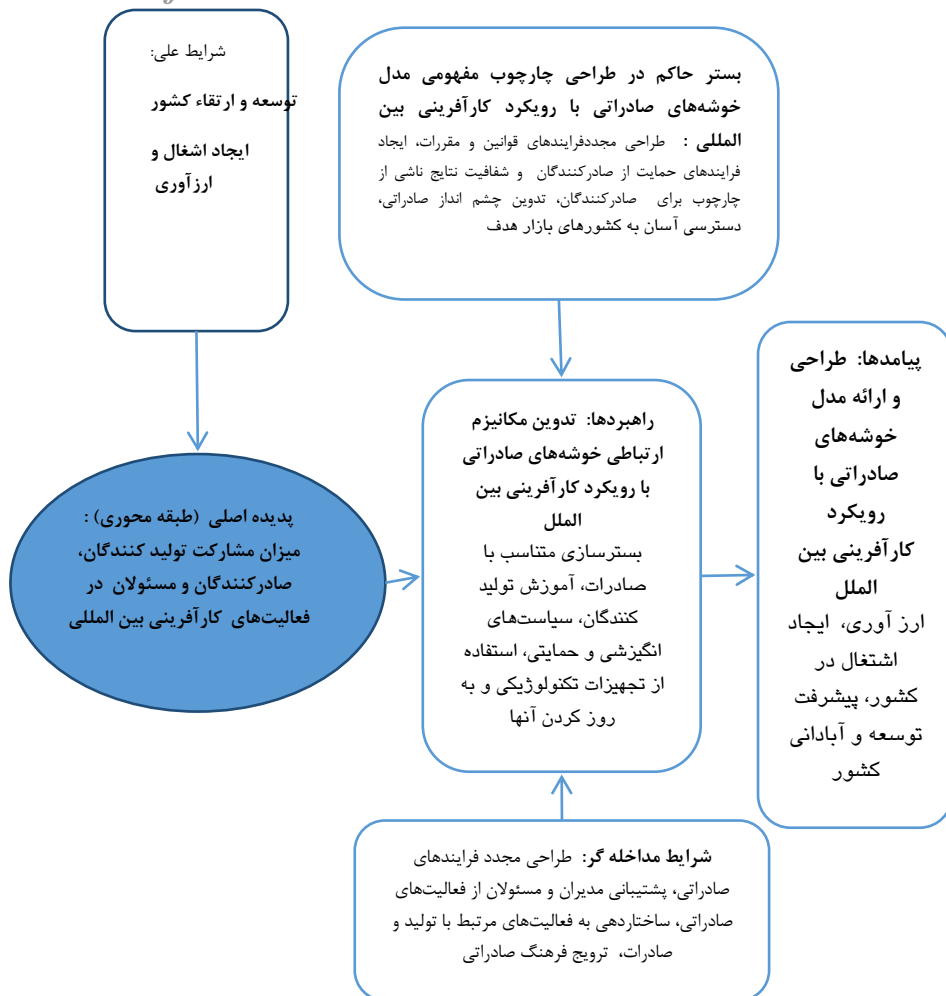 شرایط علی:
توسعه و ارتقاء کشور
ایجاد اشغال و
ارزآوری
بستر حاکم در طراحی چارچوب مفهومی مدل
خوشه‌های صادراتی با رویکرد کارآفرینی بین
المللی : طراحی مجددفرایندهای قوانین و مقررات، ایجاد
فرایندهای حمایت از صادرکنندگان و شفافیت نتایج ناشی از
چارچوب برای صادرکنندگان، تدوین چشم انداز صادراتی،
دسترسی آسان به کشورهای بازار هدف
پدیده اصلی (طبقه محوری) :
میزان مشارکت تولید کنندگان،
صادرکنندگان و مسئولان در
فعالیت‌های کارآفرینی بین المللی
راهبردها: تدوین مکانیزم
ارتباطی خوشه‌های صادراتی
با رویکرد کارآفرینی بین
الملل
بسترسازی متناسب با
صادرات، آموزش تولید
کنندگان، سیاست‌های
انگیزشی و حمایتی، استفاده
از تجهیزات تکنولوژیکی و به
روز کردن آنها
پیامدها: طراحی
و ارائه مدل
خوشه‌های
صادراتی با
رویکرد
کارآفرینی بین
الملل
ارز آوری، ایجاد
اشتغال در
کشور، پیشرفت
توسعه و آبادانی
کشور
شرایط مداخله گر: طراحی مجدد فرایندهای
صادراتی، پشتیبانی مدیران و مسئولان از فعالیت‌های
صادراتی، ساختاردهی به فعالیت‌های مرتبط با تولید و
صادرات، ترویج فرهنگ صادراتی